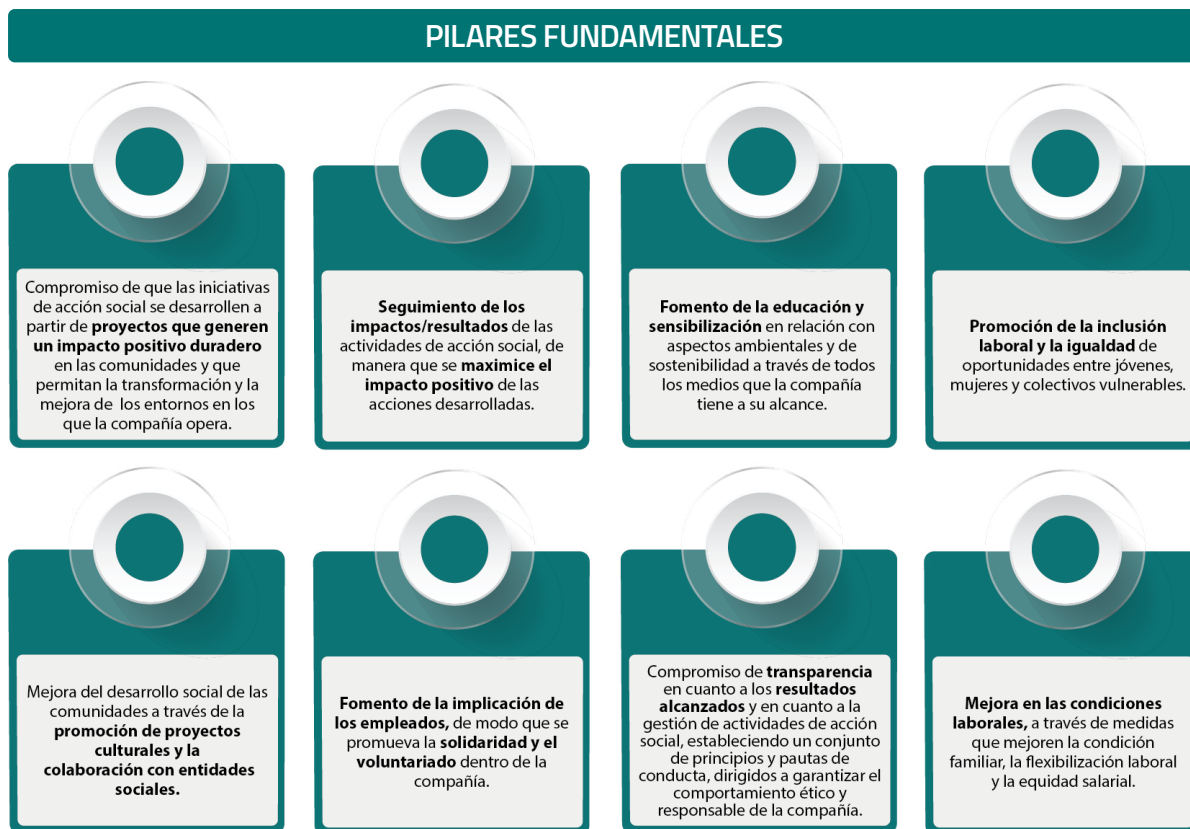 PILARES FUNDAMENTALES
Compromiso de que las iniciativas
de acción social se desarrollen a
partir de proyectos que generen
un impacto positivo duradero
en las comunidades y que
permitan la transformación y la
mejora de los entornos en los
que la compañía opera.
Seguimiento de los
impactos/resultados de las
actividades de acción social, de
manera que se maximice el
impacto positivo de las
acciones desarrolladas.
Fomento de la educación y
sensibilización en relación con
aspectos ambientales y de
sostenibilidad a través de todos
los medios que la compañía
tiene a su alcance.
Promoción de la inclusión
laboral y la igualdad de
oportunidades entre jóvenes,
mujeres y colectivos vulnerables.
Mejora del desarrollo social de las
comunidades a través de la
promoción de proyectos
culturales y la
colaboración con entidades
sociales.
Fomento de la implicación de
los empleados, de modo que se
promueva la solidaridad y el
voluntariado dentro de la
compañía.
Compromiso de transparencia
en cuanto a los resultados
alcanzados y en cuanto a la
gestión de actividades de acción
social, estableciendo un conjunto
de principios y pautas de
conducta, dirigidos a garantizar el
comportamiento ético y
responsable de la compañía.
Mejora en las condiciones
laborales, a través de medidas
que mejoren la condición
familiar, la flexibilización laboral
y la equidad salarial.